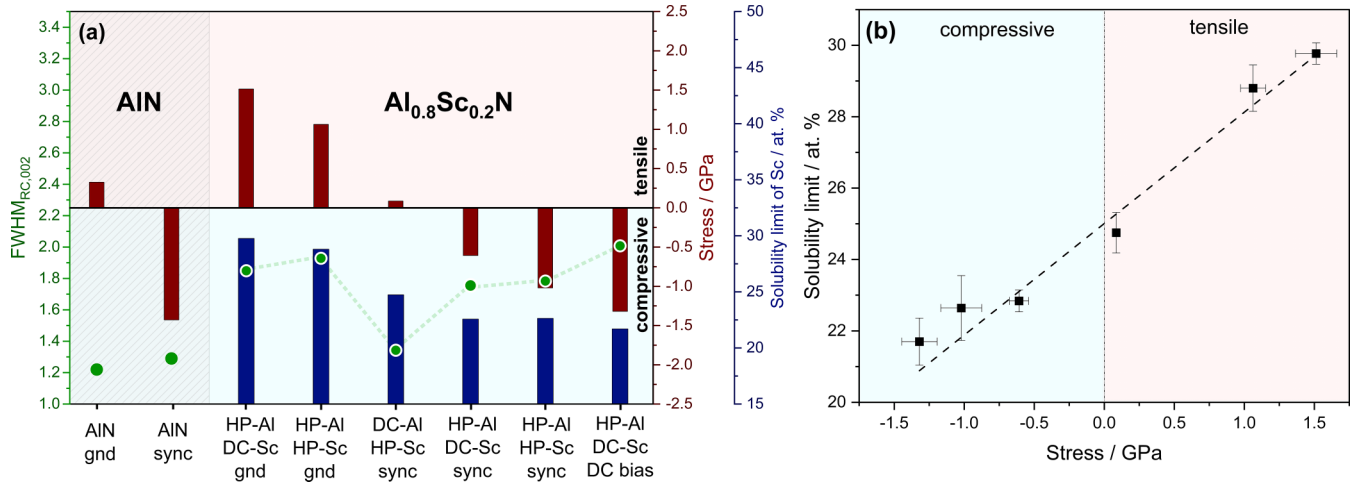 (a)
AlN
Al0.8Sc0.2N
tensile
compressive
FWHMRC,002
3.5
3.4
3.2
3.0
2.8
2.6
2.4
2.2
2.0
1.8
1.6
1.4
1.2
1.0
2.5
2.0
1.5
1.0
0.5
0.0
-0.5
-1.0
-1.5
-2.0
-2.5
Stress / GPa
50
45
40
35
30
25
20
15
Solubility limit of Sc / at. %
AlN
gnd
AlN
sync
HP-Al
DC-Sc
gnd
HP-Al
HP-Sc
gnd
DC-Al
HP-Sc
sync
HP-Al
DC-Sc
sync
HP-Al
HP-Sc
sync
HP-Al
DC-Sc
DC bias
(b)
compressive
tensile
Solubility limit / at. %
30
28
26
24
22
20
-1.5
-1.0
-0.5
0.0
0.5
1.0
1.5
Stress / GPa